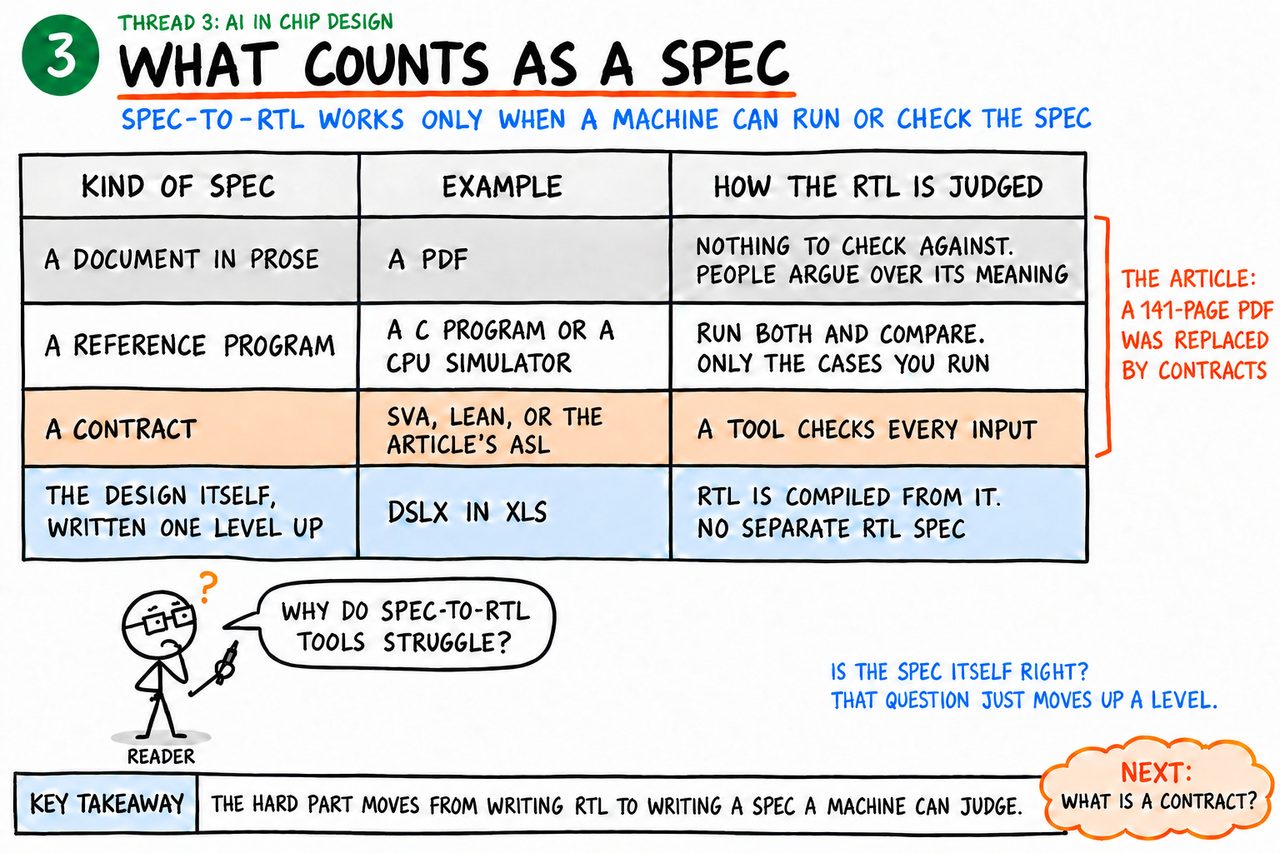 3
THREAD 3: AI IN CHIP DESIGN
WHAT COUNTS AS A SPEC
SPEC-TO-RTL WORKS ONLY WHEN A MACHINE CAN RUN OR CHECK THE SPEC
KIND OF SPEC
EXAMPLE
HOW THE RTL IS JUDGED
A DOCUMENT IN PROSE
A PDF
NOTHING TO CHECK AGAINST.
PEOPLE ARGUE OVER ITS MEANING
A REFERENCE PROGRAM
A C PROGRAM OR A
CPU SIMULATOR
RUN BOTH AND COMPARE.
ONLY THE CASES YOU RUN
A CONTRACT
SVA, LEAN, OR THE
ARTICLE'S ASL
A TOOL CHECKS EVERY INPUT
THE DESIGN ITSELF,
WRITTEN ONE LEVEL UP
DSLX IN XLS
RTL IS COMPILED FROM IT.
NO SEPARATE RTL SPEC
THE ARTICLE:
A 141-PAGE PDF
WAS REPLACED
BY CONTRACTS
?
WHY DO SPEC-TO-RTL
TOOLS STRUGGLE?
READER
IS THE SPEC ITSELF RIGHT?
THAT QUESTION JUST MOVES UP A LEVEL.
KEY TAKEAWAY
THE HARD PART MOVES FROM WRITING RTL TO WRITING A SPEC A MACHINE CAN JUDGE.
NEXT:
WHAT IS A CONTRACT?